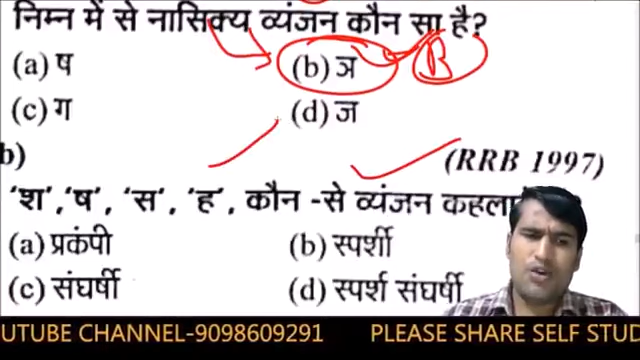 निम्न में से नासिक्य व्यंजन कौन सा है?
(a) ष (b) ञ B
(c) ग (d) ज
b) (RRB 1997)
'श', 'ष', 'स', 'ह', कौन -से व्यंजन
(a) प्रकंपी (b) स्पर्शी
(c) संघर्षी (d) स्पर्श संघर्षी
UTUBE CHANNEL-9098609291 PLEASE SHARE SELF STUD